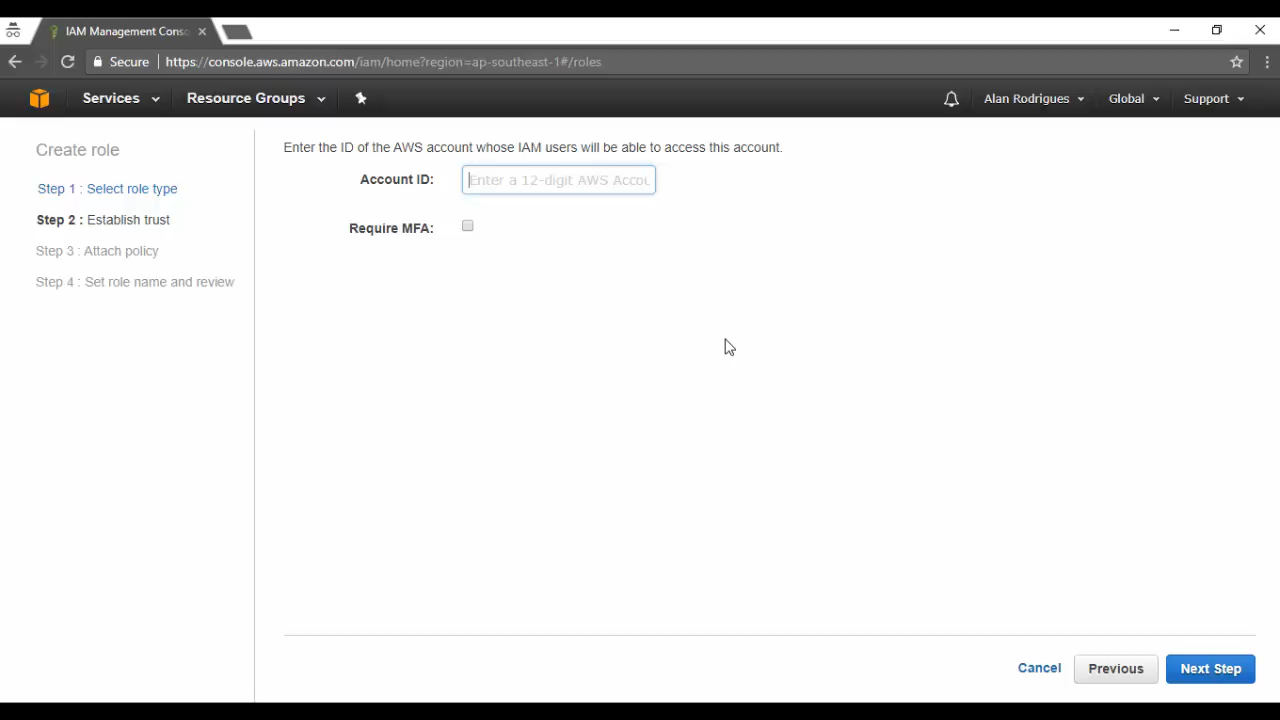 IAM Management Conso
Secure https://console.aws.amazon.com/iam/home?region=ap-southeast-1#/roles
Services Resource Groups Alan Rodrigues Global Support
Create role
Step 1 : Select role type
Step 2 : Establish trust
Step 3 : Attach policy
Step 4 : Set role name and review
Enter the ID of the AWS account whose IAM users will be able to access this account.
Account ID: Enter a 12-digit AWS Accou
Require MFA:
Cancel Previous Next Step